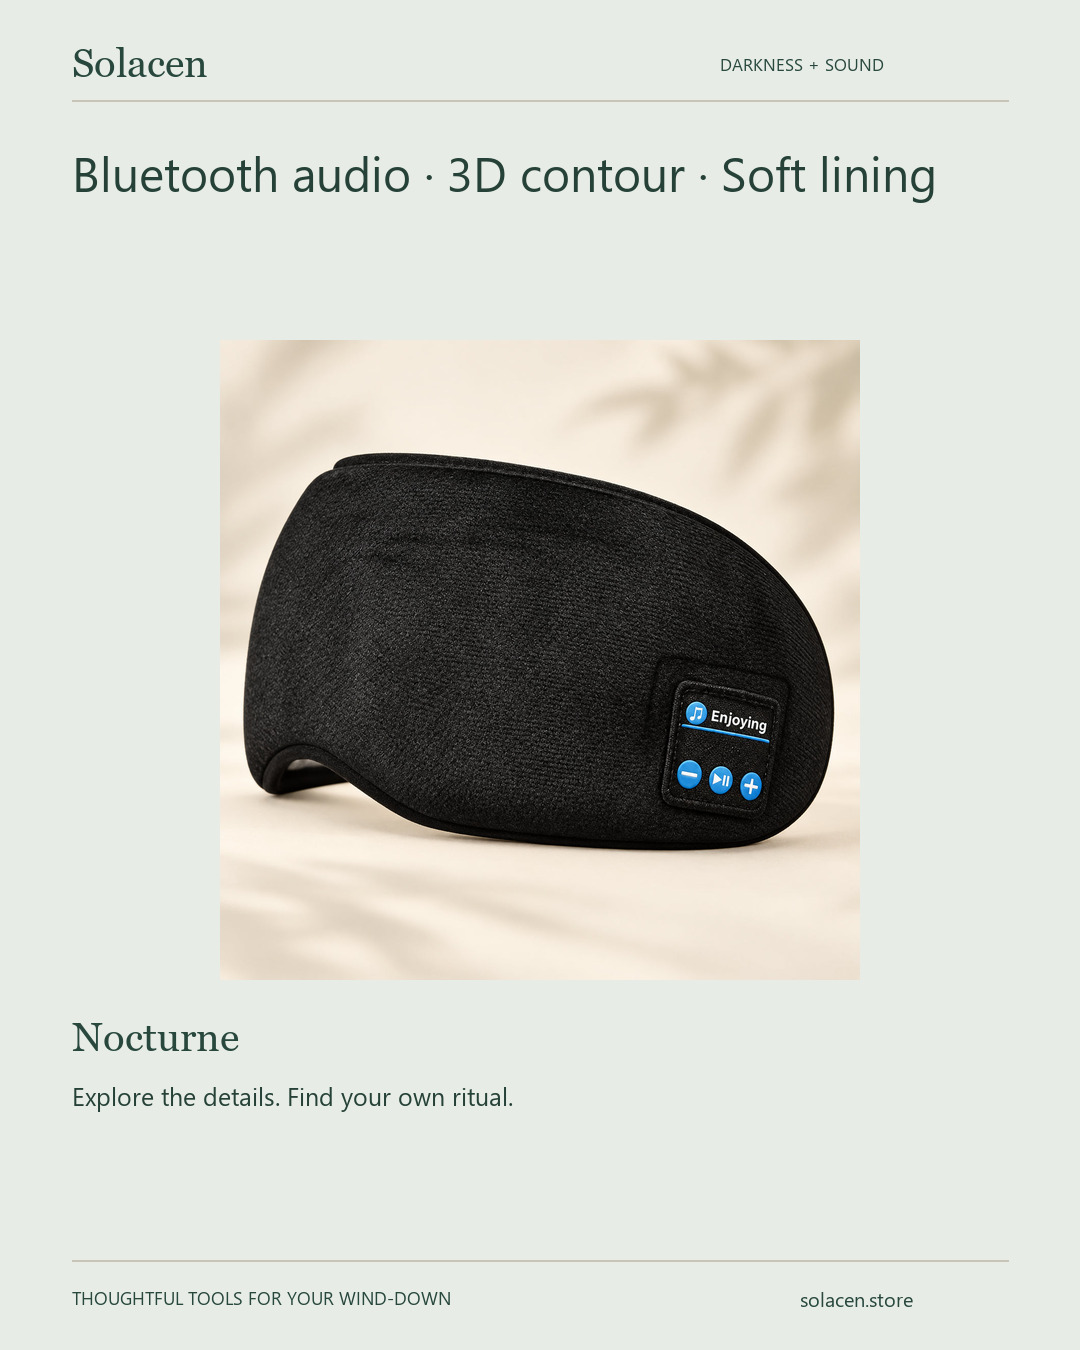 Solacen
DARKNESS + SOUND
Bluetooth audio · 3D contour · Soft lining
Enjoying
Nocturne
Explore the details. Find your own ritual.
THOUGHTFUL TOOLS FOR YOUR WIND-DOWN
solacen.store